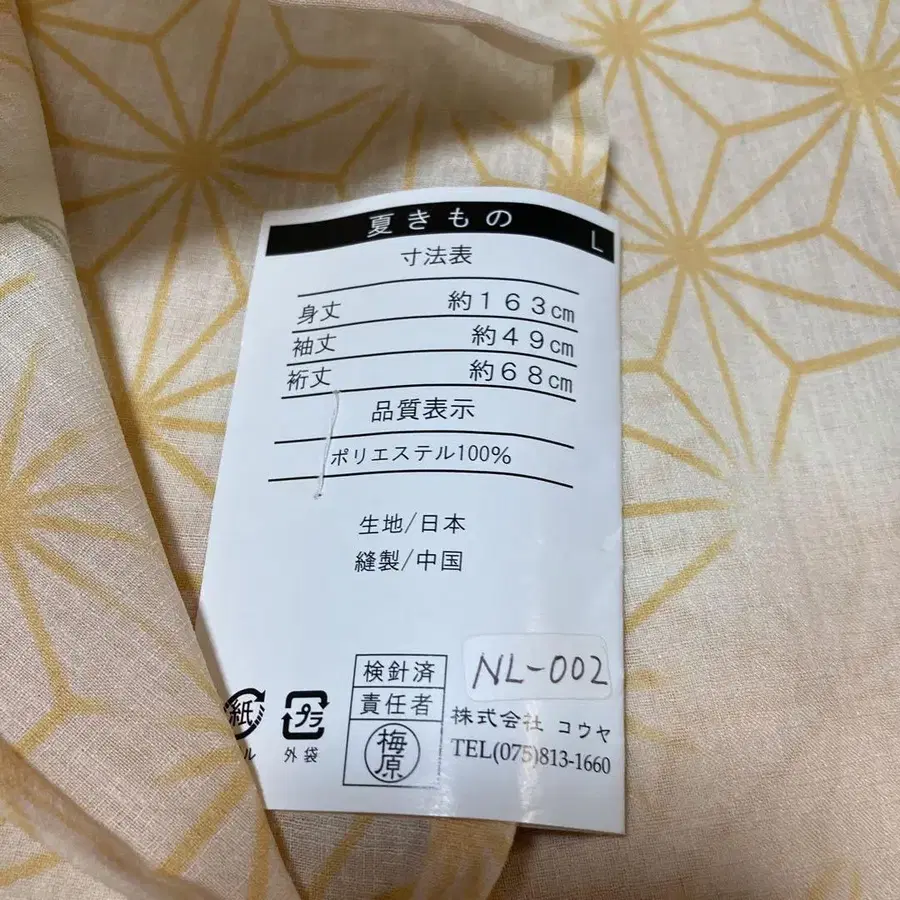 夏きもの L
寸法表
身丈 約163cm
袖丈 約49cm
裄丈 約68cm
品質表示
ポリエステル100%
生地/日本
縫製/中国
検針済
責任者
梅原
NL-002
紙
ル
プラ
外袋
株式会社 コウヤ
TEL(075)813-1660